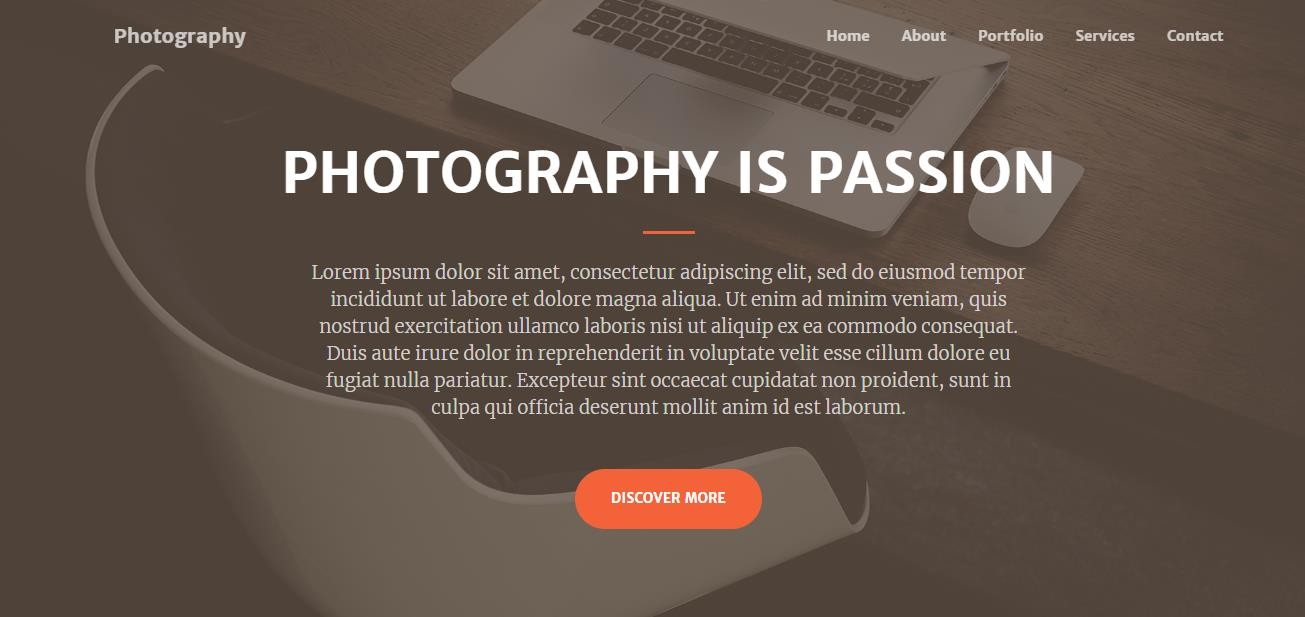 Photography
Home About Portfolio Services Contact
PHOTOGRAPHY IS PASSION
Lorem ipsum dolor sit amet, consectetur adipiscing elit, sed do eiusmod tempor
incididunt ut labore et dolore magna aliqua. Ut enim ad minim veniam, quis
nostrud exercitation ullamco laboris nisi ut aliquip ex ea commodo consequat.
Duis aute irure dolor in reprehenderit in voluptate velit esse cillum dolore eu
fugiat nulla pariatur. Excepteur sint occaecat cupidatat non proident, sunt in
culpa qui officia deserunt mollit anim id est laborum.
DISCOVER MORE